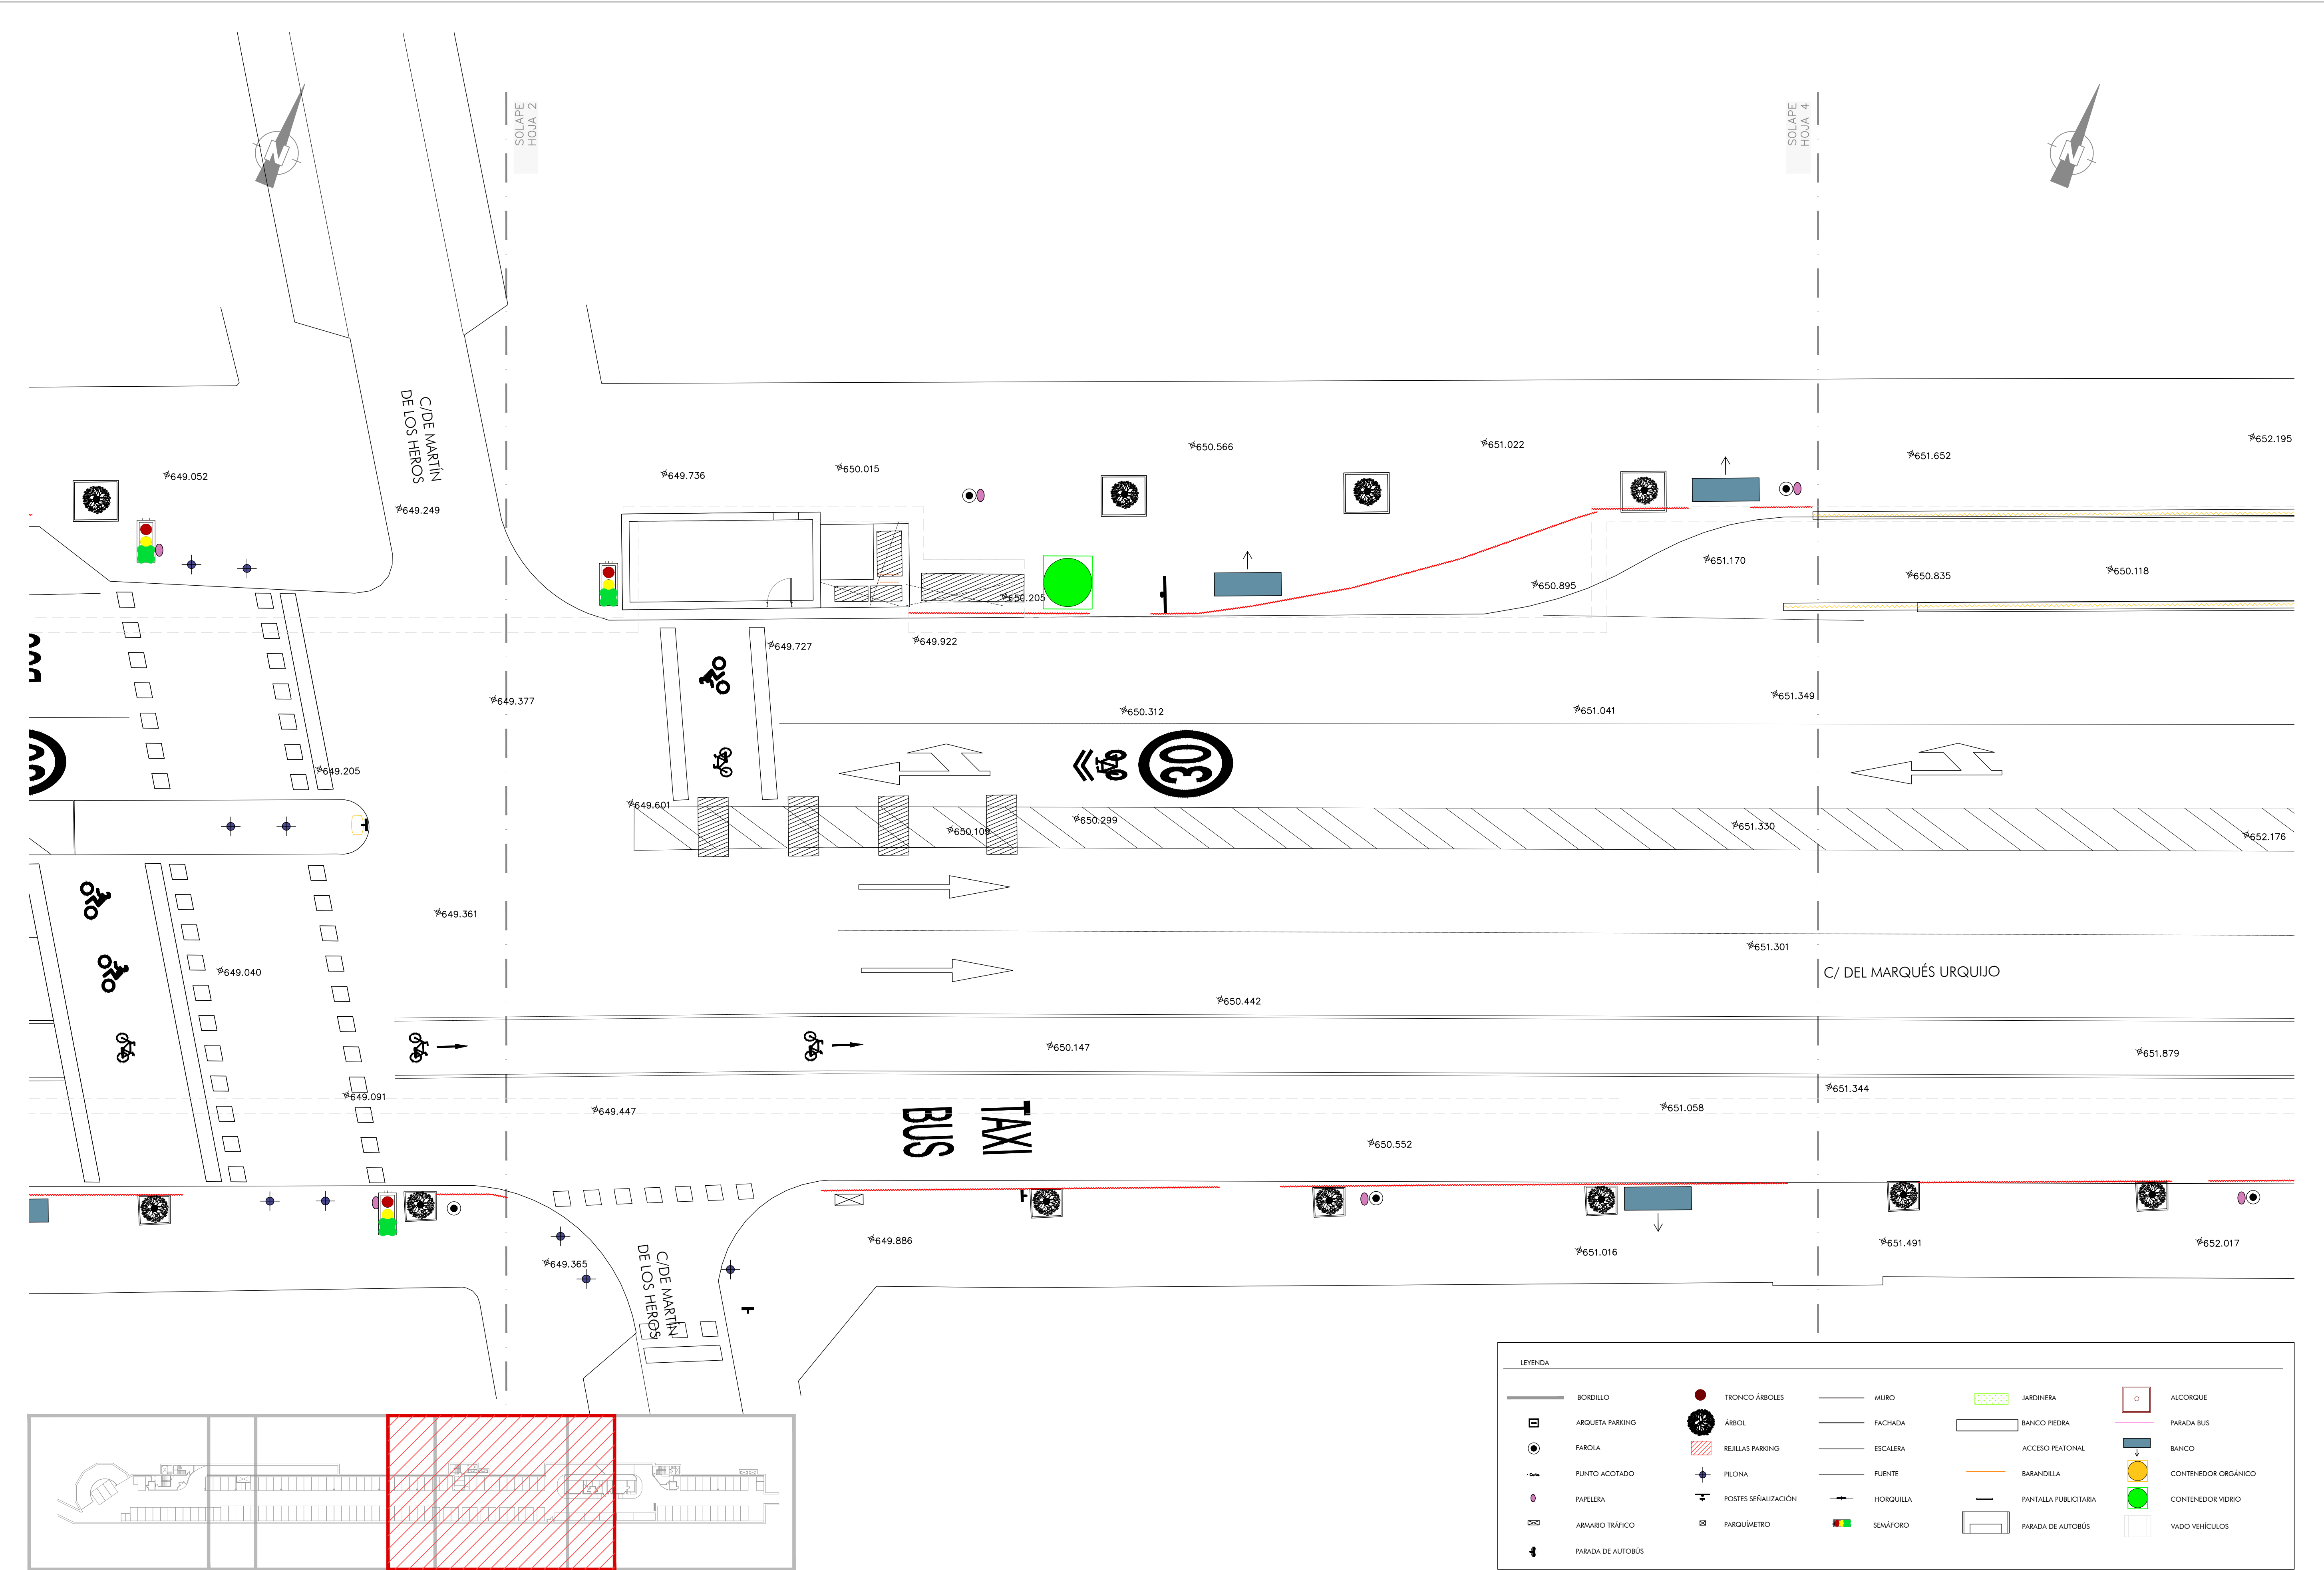 SOLAPE
HOJA 2
SOLAPE
HOJA 4
N
N
C/DE MARTÍN
DE LOS HEROS
652.195
650.566
651.022
651.652
649.052
649.736
650.015
649.249
651.170
650.118
650.835
650.895
650.205
649.727
649.922
649.377
651.349
650.312
651.041
30
649.205
649.601
650.299
650.109
651.330
652.176
649.361
651.301
649.040
C/ DEL MARQUÉS URQUIJO
650.442
650.147
651.879
649.091
651.344
649.447
651.058
BUS
TAXI
650.552
649.886
651.016
651.491
652.017
649.365
C/DE MARTÍN
DE LOS HEROS
LEYENDA
BORDILLO
ARQUETA PARKING
FAROLA
Cota
PUNTO ACOTADO
PAPELERA
ARMARIO TRÁFICO
PARADA DE AUTOBÚS
TRONCO ÁRBOLES
ÁRBOL
REJILLAS PARKING
PILONA
POSTES SEÑALIZACIÓN
PARQUÍMETRO
MURO
FACHADA
ESCALERA
FUENTE
HORQUILLA
SEMÁFORO
JARDINERA
BANCO PIEDRA
ACCESO PEATONAL
BARANDILLA
PANTALLA PUBLICITARIA
PARADA DE AUTOBÚS
ALCORQUE
PARADA BUS
BANCO
CONTENEDOR ORGÁNICO
CONTENEDOR VIDRIO
VADO VEHÍCULOS